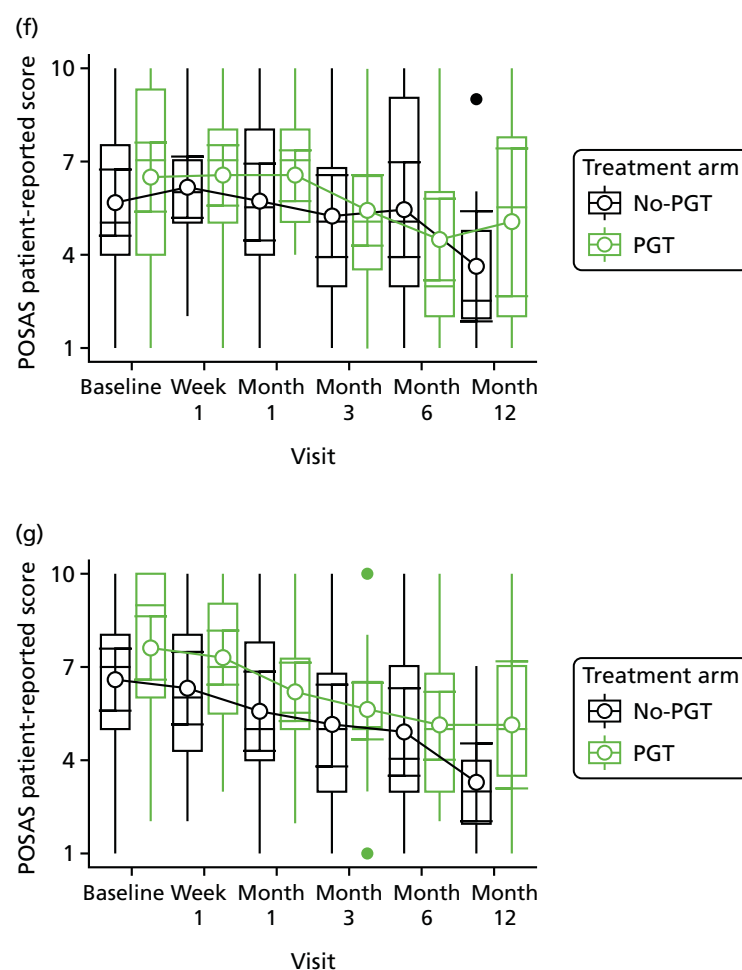 (f)
10
7
4
1
POSAS patient-reported score
Baseline Week Month Month Month Month
1 1 3 6 12
Visit
Treatment arm
No-PGT
PGT
(g)
10
7
4
1
POSAS patient-reported score
Baseline Week Month Month Month Month
1 1 3 6 12
Visit
Treatment arm
No-PGT
PGT